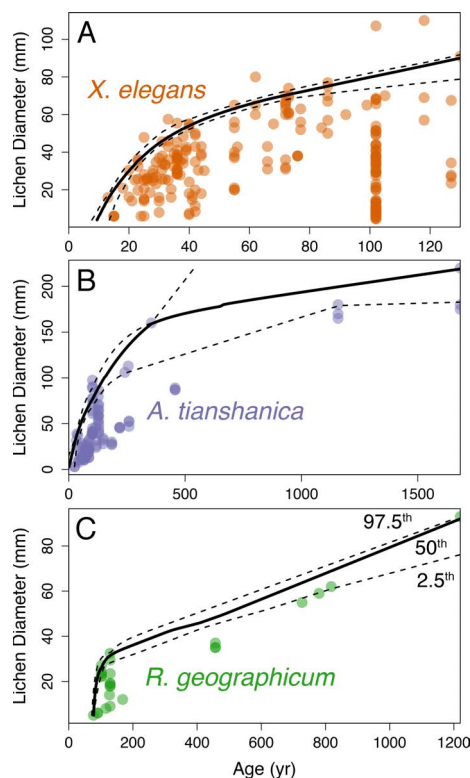 A
X. elegans
Lichen Diameter (mm)
100
80
60
40
20
0 20 40 60 80 100 120
B
A. tianshanica
Lichen Diameter (mm)
200
150
100
50
0
0 500 1000 1500
C
97.5th
50th
2.5th
R. geographicum
Lichen Diameter (mm)
80
60
40
20
0
0 200 400 600 800 1000 1200
Age (yr)